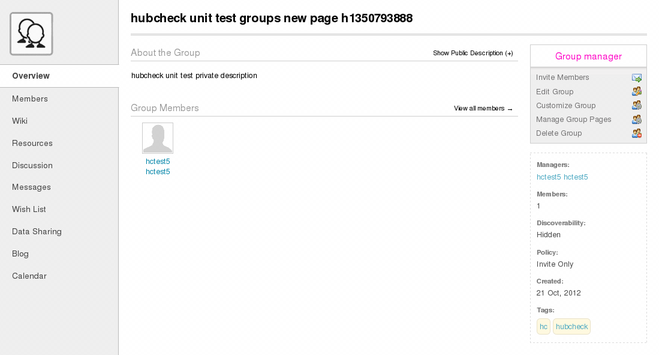 hubcheck unit test groups new page h1350793888
Overview
Members
Wiki
Resources
Discussion
Messages
Wish List
Data Sharing
Blog
Calendar
About the Group
Show Public Description (+)
hubcheck unit test private description
Group Members
View all members →
hctest5
hctest5
Group manager
Invite Members
Edit Group
Customize Group
Manage Group Pages
Delete Group
Managers:
hctest5 hctest5
Members:
1
Discoverability:
Hidden
Policy:
Invite Only
Created:
21 Oct, 2012
Tags:
hc hubcheck